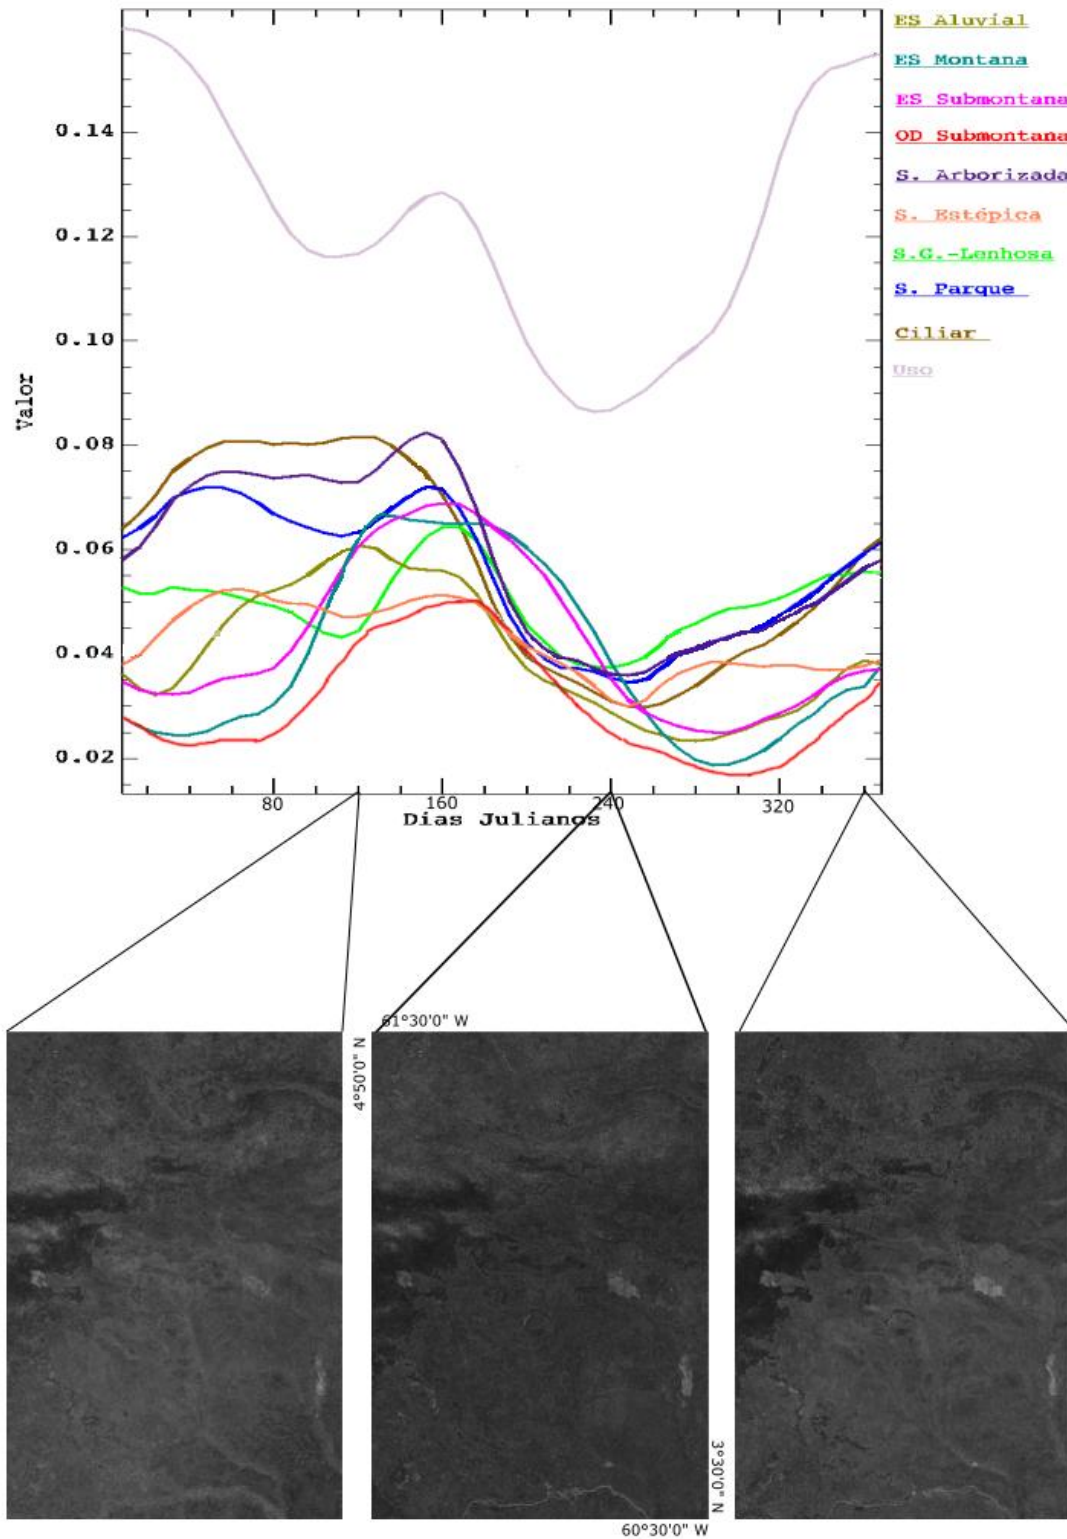 ES Aluvial
ES Montana
ES Submontana
OD Submontana
S. Arborizada
S. Estépica
S.G.-Lenhosa
S. Parque
Ciliar
Uso
Valor
0.14
0.12
0.10
0.08
0.06
0.04
0.02
80 160 240 320
Dias Julianos
61°30'0" W
4°50'0" N
3°30'0" N
60°30'0" W